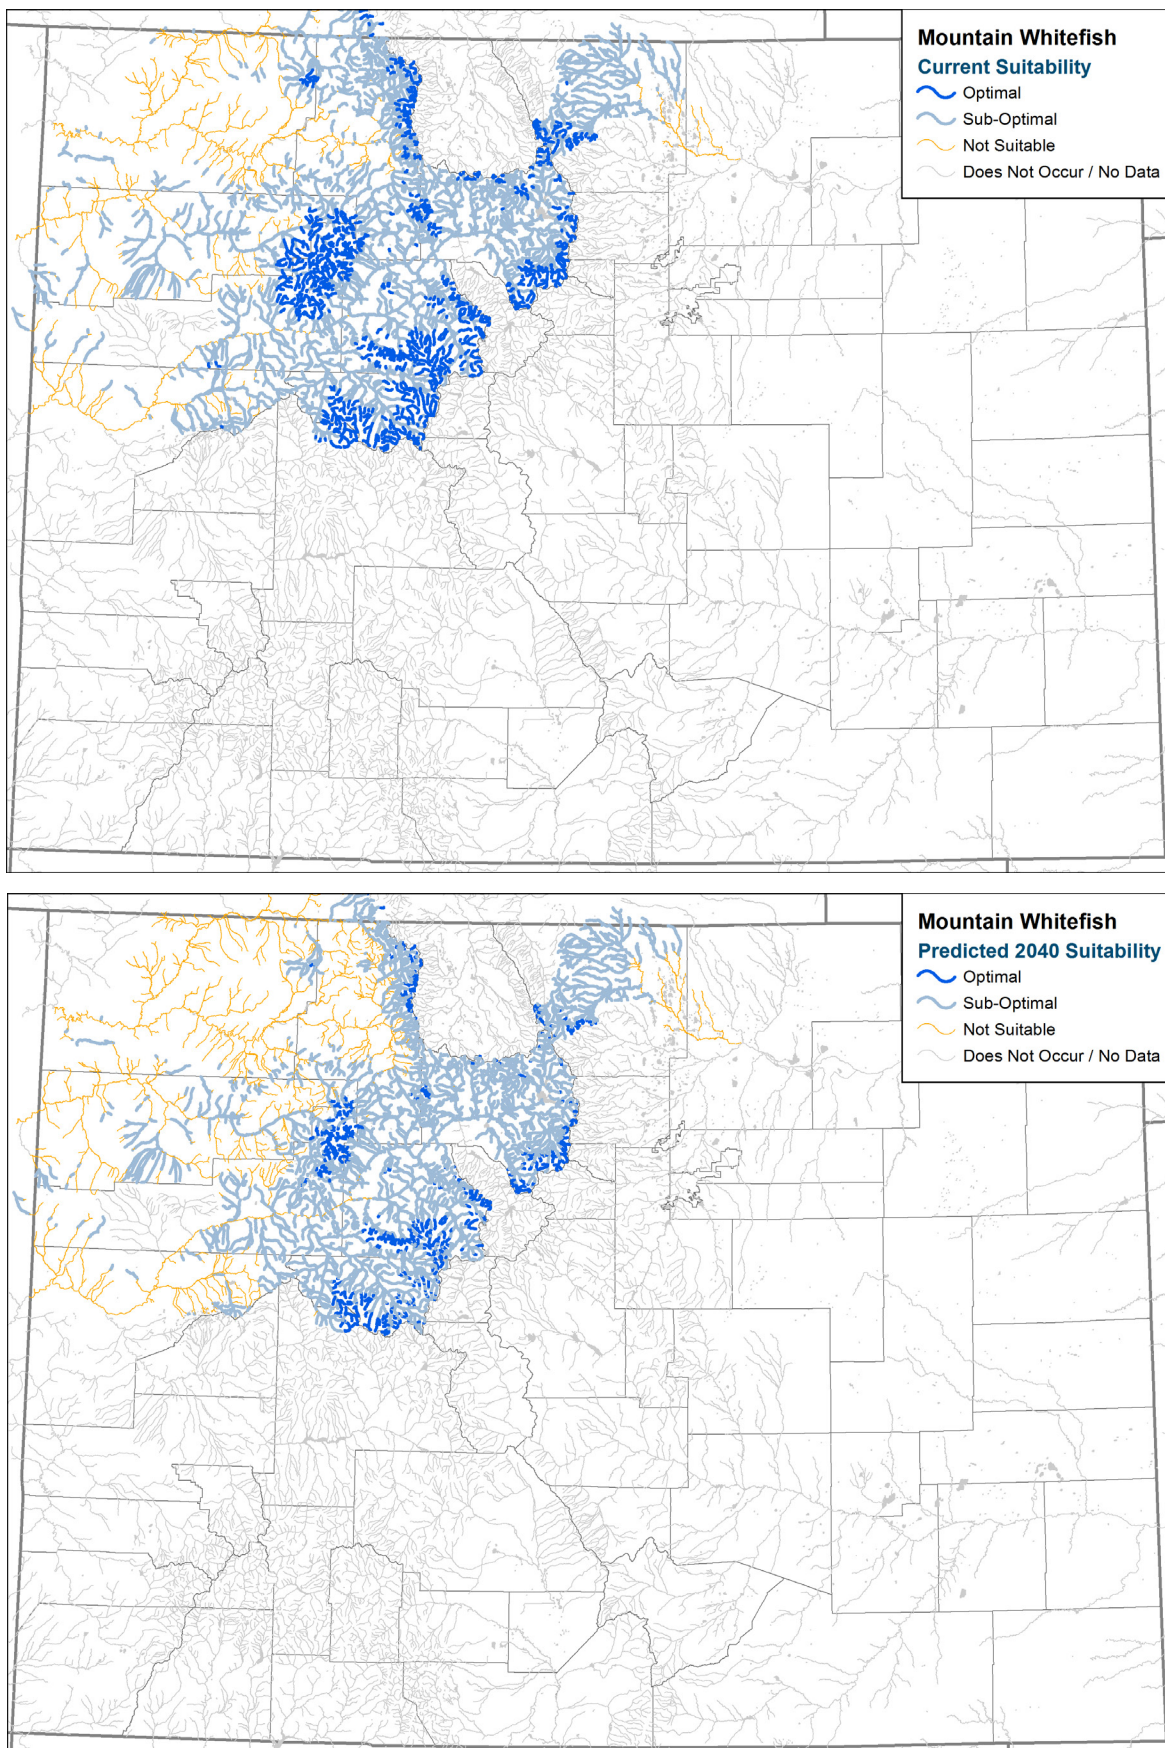 Mountain Whitefish
Current Suitability
Optimal
Sub-Optimal
Not Suitable
Does Not Occur / No Data
Mountain Whitefish
Predicted 2040 Suitability
Optimal
Sub-Optimal
Not Suitable
Does Not Occur / No Data